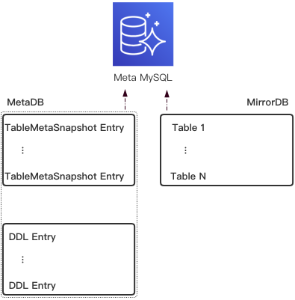 Meta MySQL
MetaDB
MirrorDB
TableMetaSnapshot Entry
⋮
TableMetaSnapshot Entry
Table 1
⋮
Table N
DDL Entry
⋮
DDL Entry